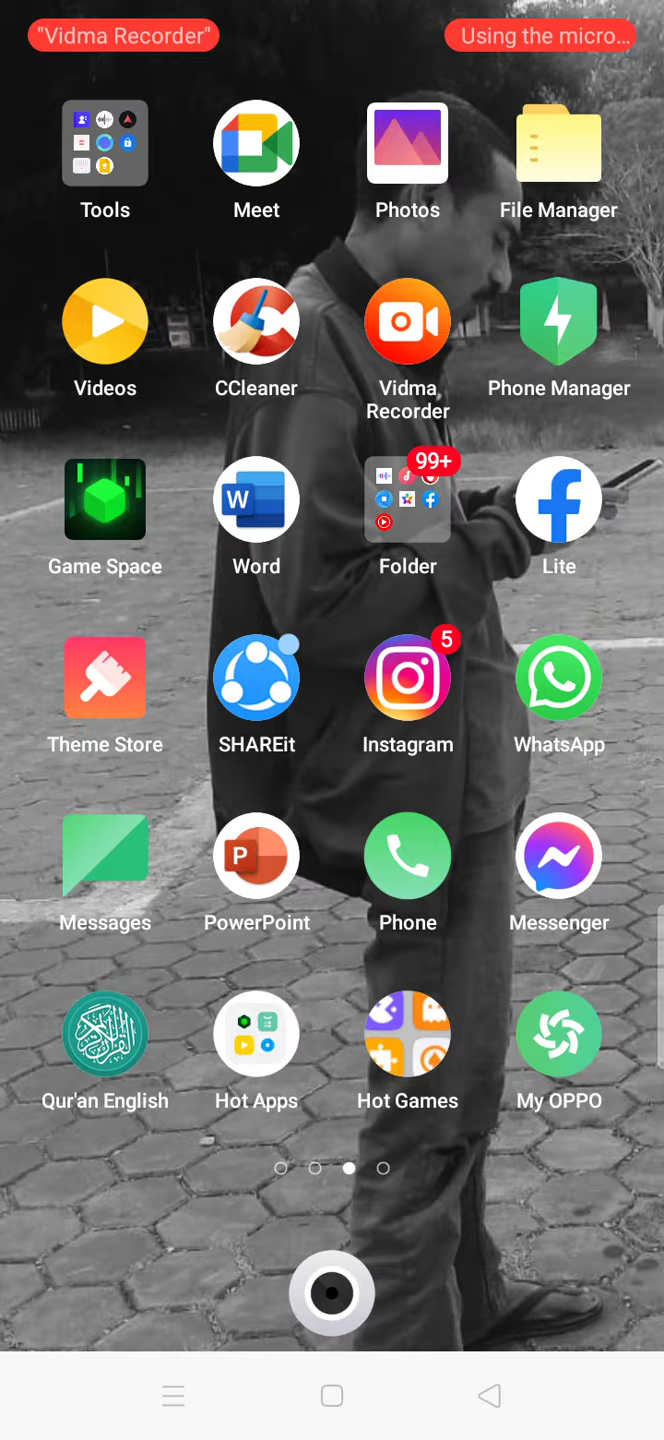 "Vidma Recorder"
Using the micro...
Tools
Meet
Photos
File Manager
Videos
CCleaner
Vidma
Recorder
Phone Manager
W
99+
Game Space
Word
Folder
Lite
5
Theme Store
SHAREit
Instagram
WhatsApp
P
Messages
PowerPoint
Phone
Messenger
Qur'an English
Hot Apps
Hot Games
My OPPO